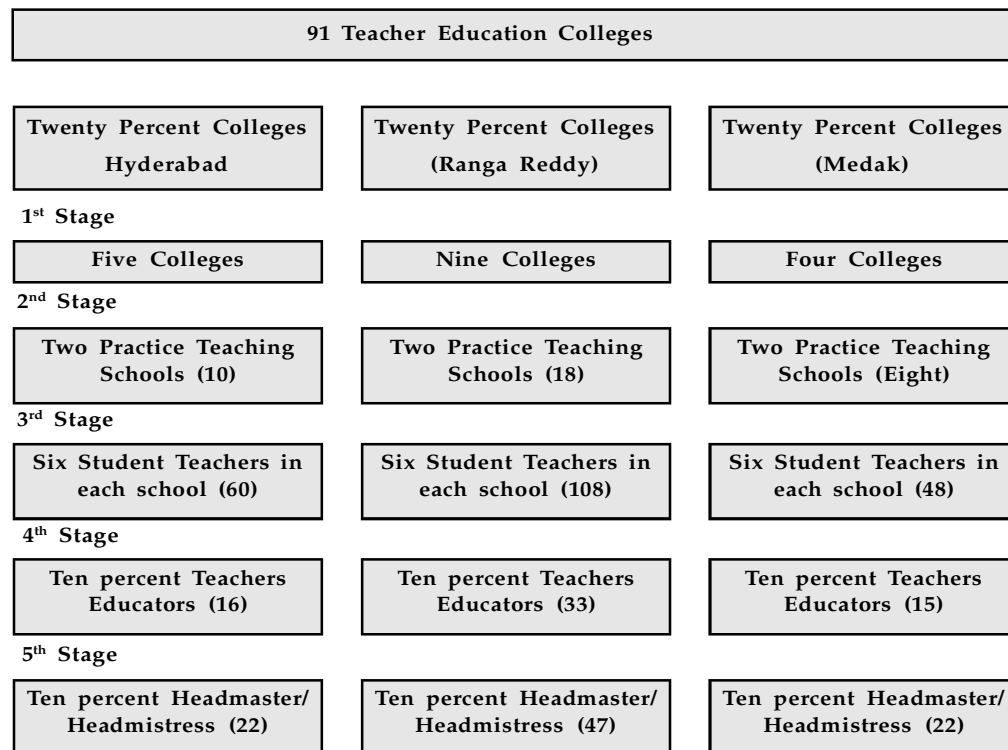 91 Teacher Education Colleges
Twenty Percent Colleges
Hyderabad
Twenty Percent Colleges
(Ranga Reddy)
Twenty Percent Colleges
(Medak)
1st Stage
Five Colleges
Nine Colleges
Four Colleges
2nd Stage
Two Practice Teaching
Schools (10)
Two Practice Teaching
Schools (18)
Two Practice Teaching
Schools (Eight)
3rd Stage
Six Student Teachers in
each school (60)
Six Student Teachers in
each school (108)
Six Student Teachers in
each school (48)
4th Stage
Ten percent Teachers
Educators (16)
Ten percent Teachers
Educators (33)
Ten percent Teachers
Educators (15)
5th Stage
Ten percent Headmaster/
Headmistress (22)
Ten percent Headmaster/
Headmistress (47)
Ten percent Headmaster/
Headmistress (22)